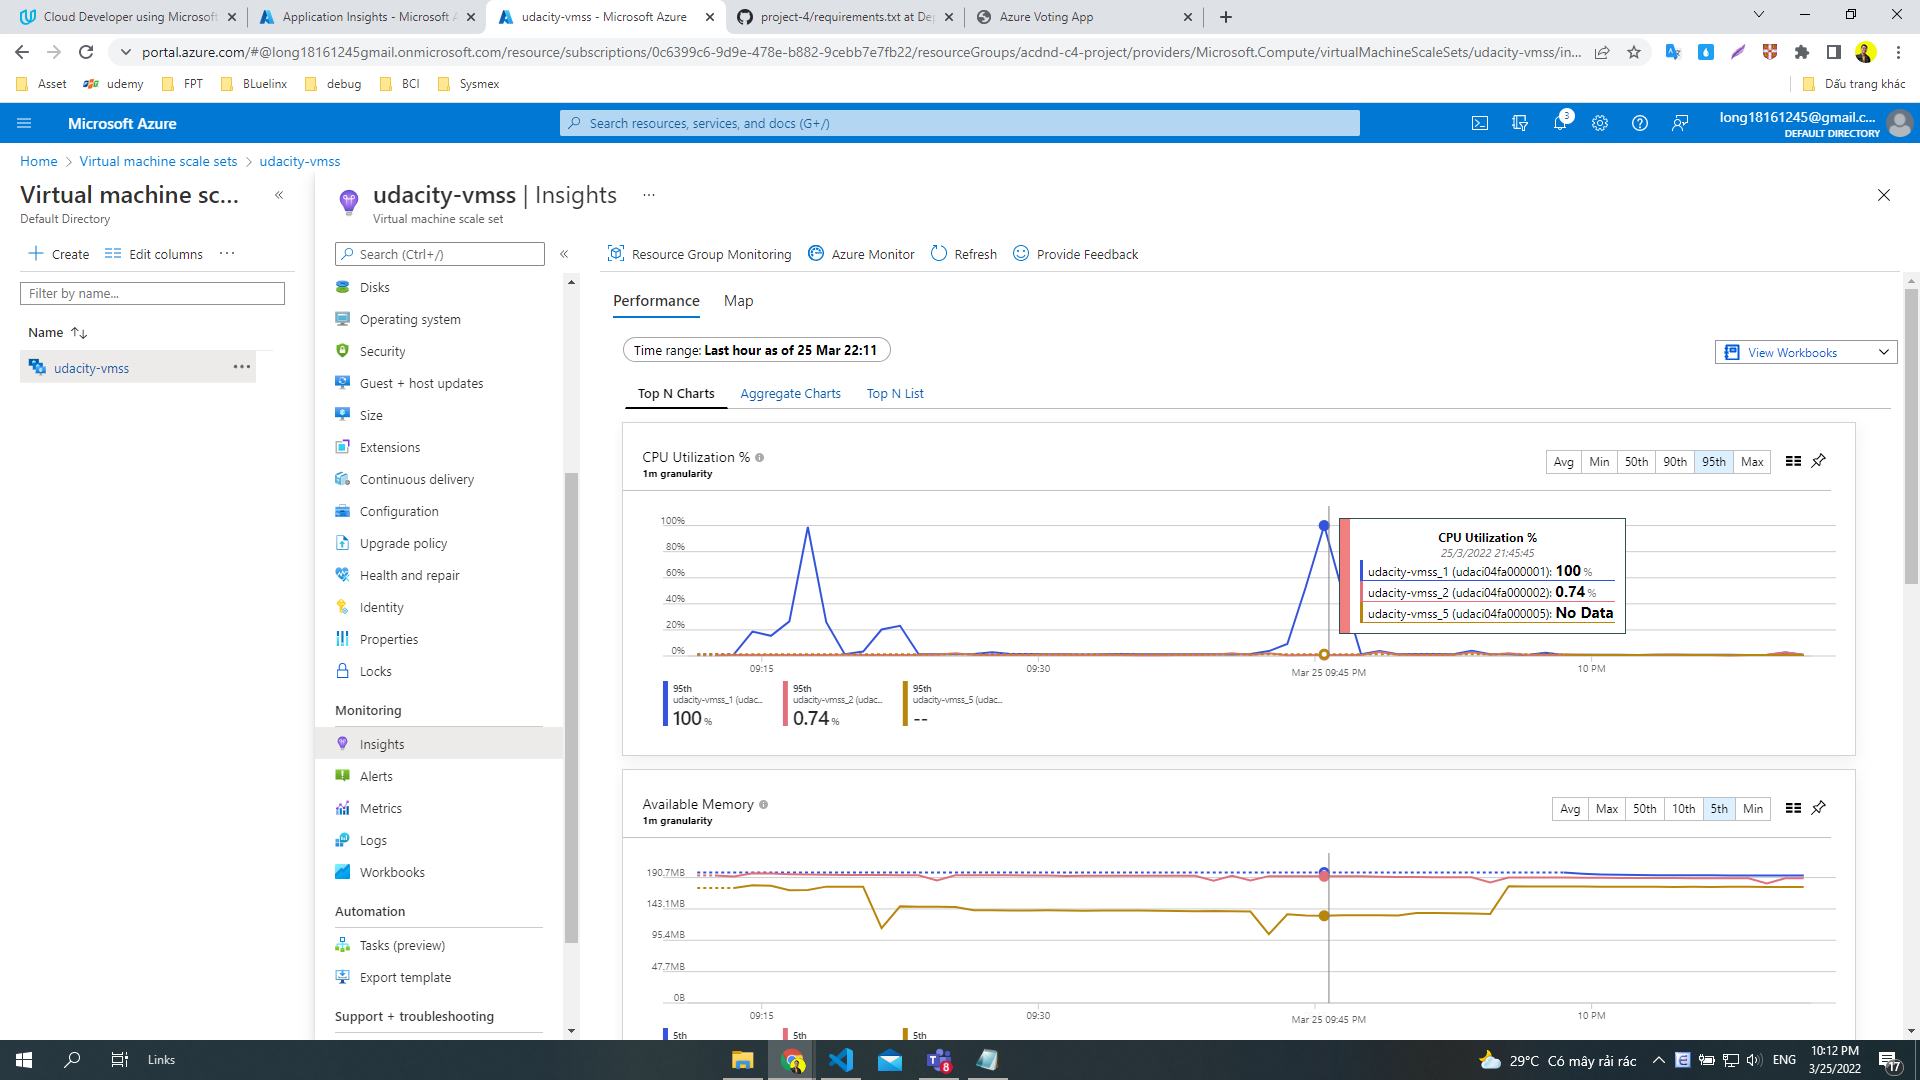 Cloud Developer using Microsoft
Application Insights - Microsoft A
udacity-vmss - Microsoft Azure
project-4/requirements.txt at De
Azure Voting App
portal.azure.com/#@long18161245gmail.onmicrosoft.com/resource/subscriptions/0c6399c6-9d9e-478e-b882-9cebb7e7fb22/resourceGroups/acdnd-c4-project/providers/Microsoft.Compute/virtualMachineScaleSets/udacity-vmss/in...
Asset
udemy
FPT
BLuelinx
debug
BCI
Sysmex
Dấu trang khác
Microsoft Azure
Search resources, services, and docs (G+/)
3
long18161245@gmail.c...
DEFAULT DIRECTORY
Home > Virtual machine scale sets > udacity-vmss
Virtual machine sc...
Default Directory
Create
Edit columns
Filter by name...
Name
udacity-vmss
udacity-vmss | Insights
Virtual machine scale set
Search (Ctrl+/)
Disks
Operating system
Security
Guest + host updates
Size
Extensions
Continuous delivery
Configuration
Upgrade policy
Health and repair
Identity
Properties
Locks
Monitoring
Insights
Alerts
Metrics
Logs
Workbooks
Automation
Tasks (preview)
Export template
Support + troubleshooting
Resource Group Monitoring
Azure Monitor
Refresh
Provide Feedback
Performance
Map
Time range: Last hour as of 25 Mar 22:11
View Workbooks
Top N Charts
Aggregate Charts
Top N List
CPU Utilization %
1m granularity
Avg
Min
50th
90th
95th
Max
100%
80%
60%
40%
20%
0%
09:15
09:30
Mar 25 09:45 PM
10 PM
CPU Utilization %
25/3/2022 21:45:45
udacity-vmss_1 (udaci04fa000001): 100 %
udacity-vmss_2 (udaci04fa000002): 0.74 %
udacity-vmss_5 (udaci04fa000005): No Data
95th
udacity-vmss_1 (udac...
100 %
95th
udacity-vmss_2 (udac...
0.74 %
95th
udacity-vmss_5 (udac...
--
Available Memory
1m granularity
Avg
Max
50th
10th
5th
Min
190.7MB
143.1MB
95.4MB
47.7MB
0B
09:15
09:30
Mar 25 09:45 PM
10 PM
5th
5th
5th
Links
8
29°C Có mây rải rác
ENG
10:12 PM
3/25/2022
17